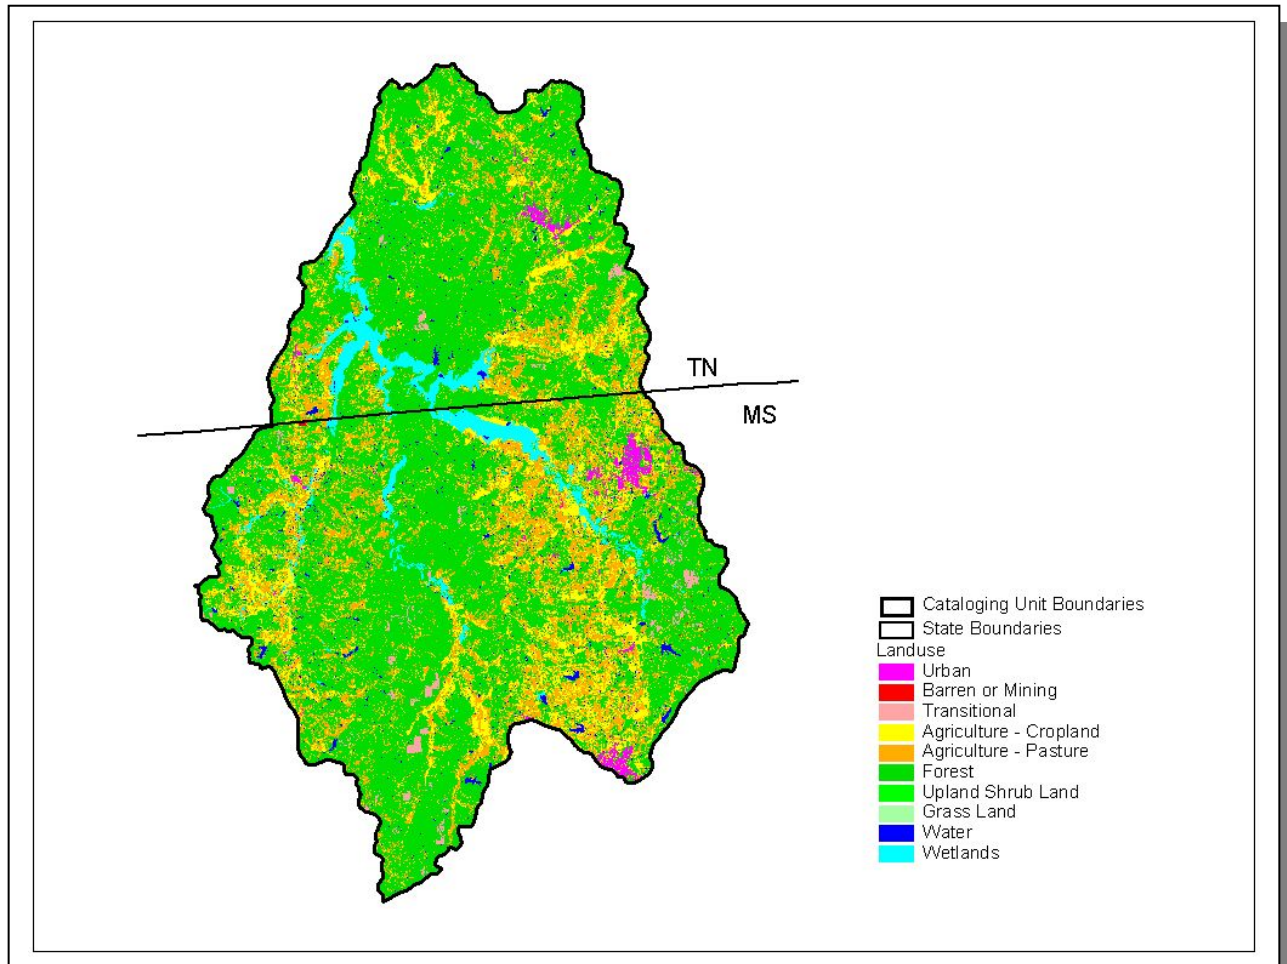 TN
MS
Cataloging Unit Boundaries
State Boundaries
Landuse
Urban
Barren or Mining
Transitional
Agriculture - Cropland
Agriculture - Pasture
Forest
Upland Shrub Land
Grass Land
Water
Wetlands